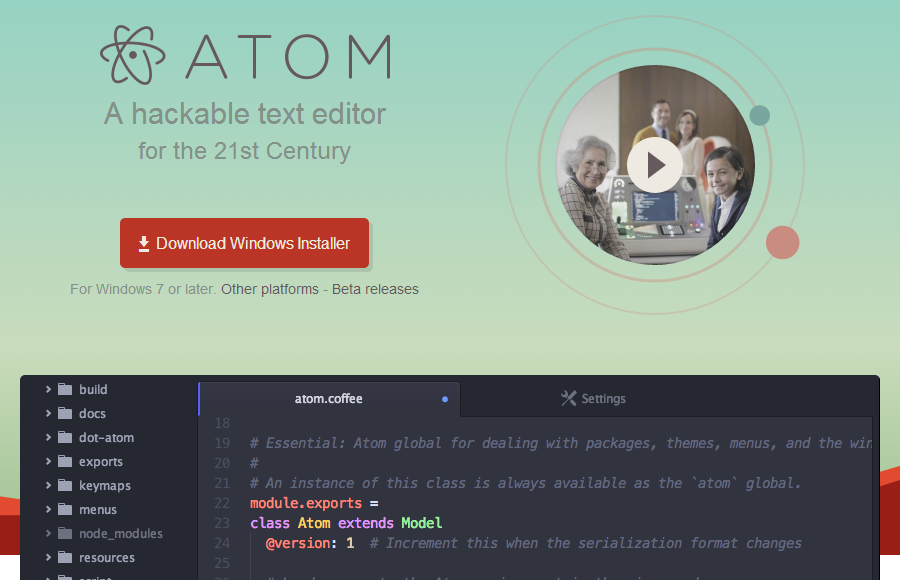 ATOM
A hackable text editor
for the 21st Century
Download Windows Installer
For Windows 7 or later. Other platforms - Beta releases
build
docs
dot-atom
exports
keymaps
menus
node_modules
resources
atom.coffee
Settings
18
19 # Essential: Atom global for dealing with packages, themes, menus, and the win
20 #
21 # An instance of this class is always available as the `atom` global.
22 module.exports =
23 class Atom extends Model
24 @version: 1 # Increment this when the serialization format changes
25